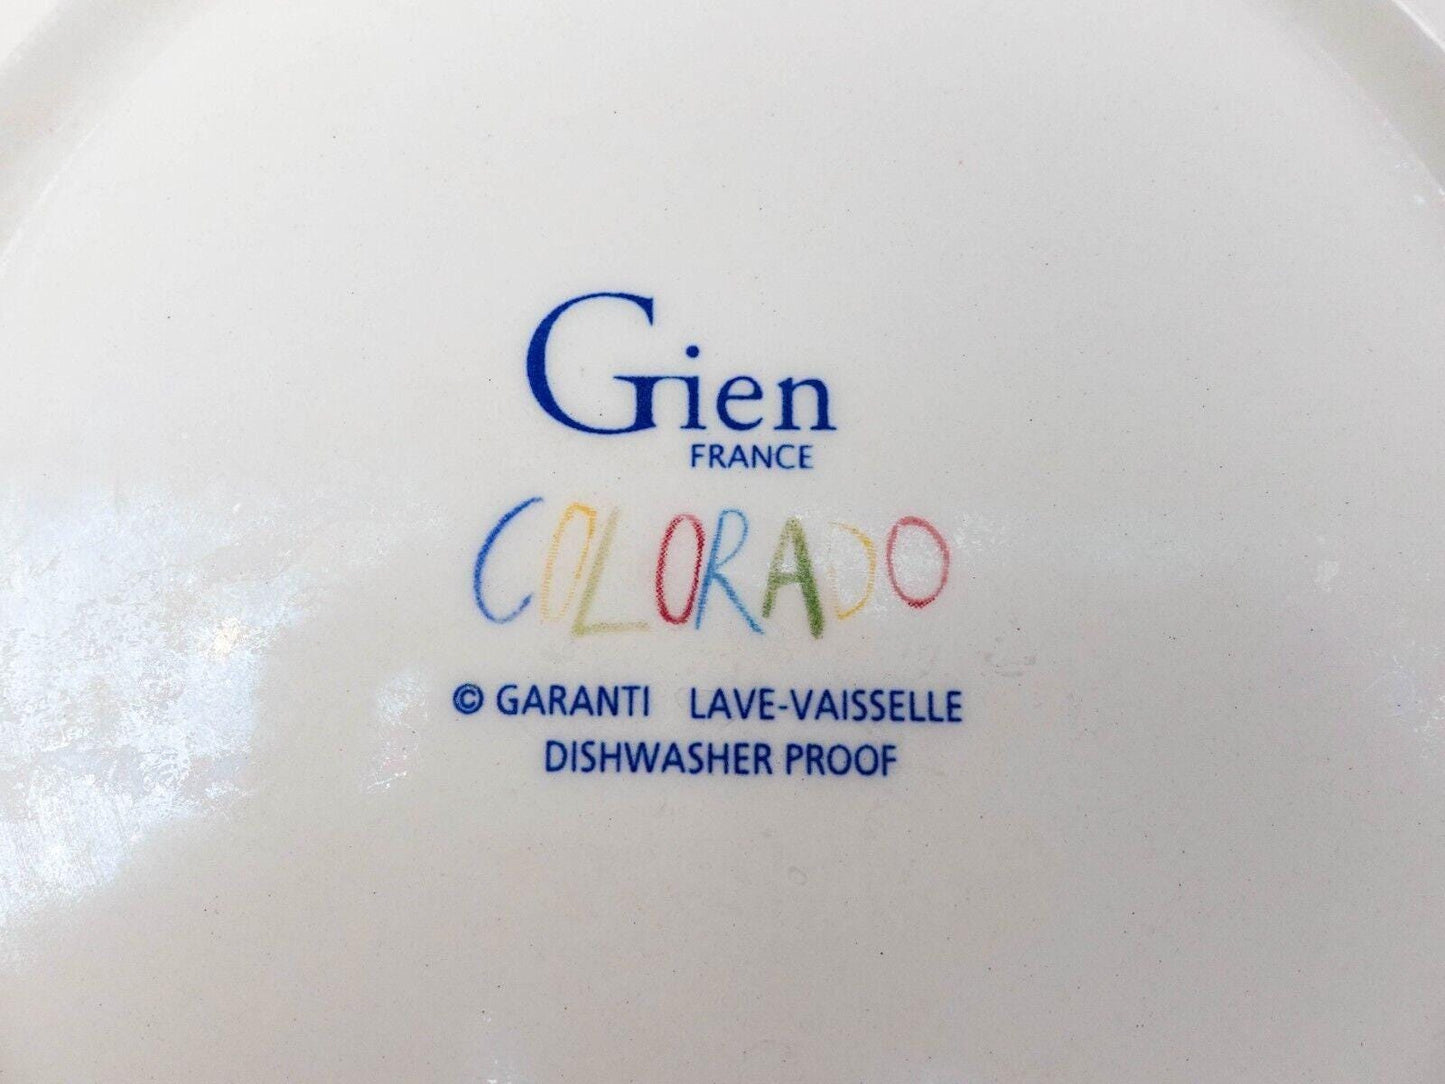 Gien
FRANCE
COLORADO
© GARANTI LAVE-VAISSELLE
DISHWASHER PROOF